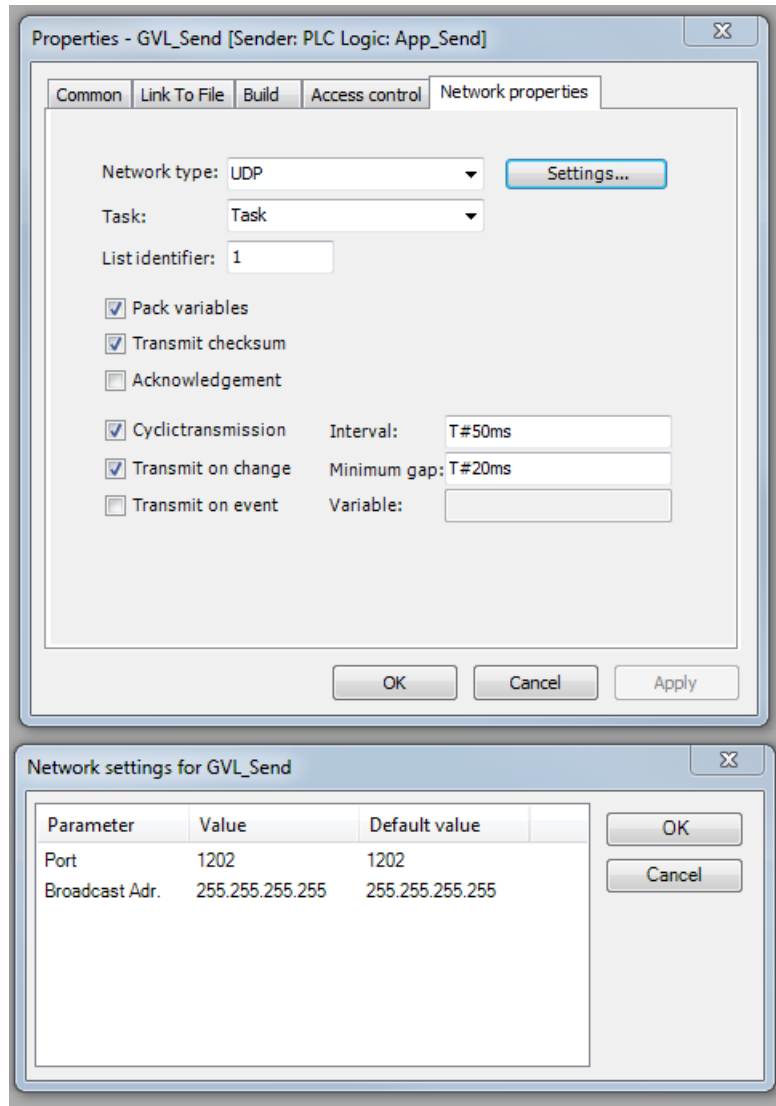 Properties - GVL_Send [Sender: PLC Logic: App_Send]
Common Link To File Build Access control Network properties
Network type: UDP Settings...
Task: Task
List identifier: 1
Pack variables
Transmit checksum
Acknowledgement
Cyclictransmission Interval: T#50ms
Transmit on change Minimum gap: T#20ms
Transmit on event Variable:
OK Cancel Apply
Network settings for GVL_Send
Parameter Value Default value OK
Port 1202 1202
Cancel
Broadcast Adr. 255.255.255.255 255.255.255.255